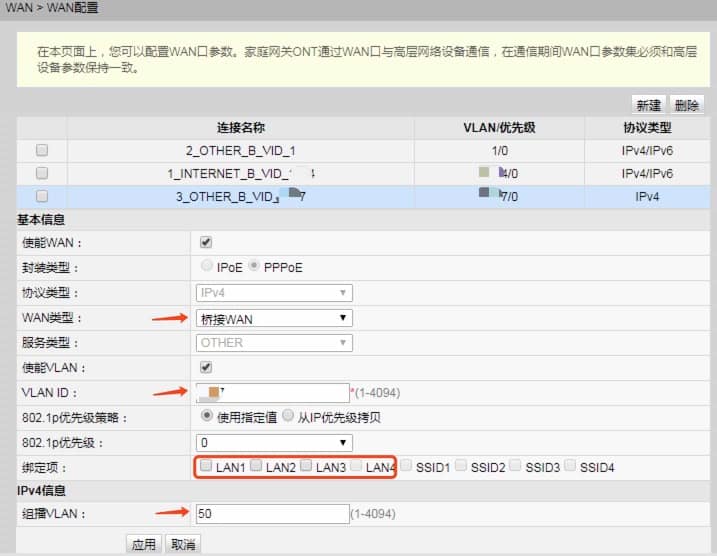 WAN > WAN配置
在本页面上，您可以配置WAN口参数。家庭网关ONT通过WAN口与高层网络设备通信，在通信期间WAN口参数集必须和高层
设备参数保持一致。
新建 删除
连接名称 VLAN/优先级 协议类型
2_OTHER_B_VID_1 1/0 IPv4/IPv6
1_INTERNET_B_VID_ 4/0 IPv4/IPv6
3_OTHER_B_VID_ 7 7/0 IPv4
基本信息
使能WAN：
封装类型： IPoE PPPoE
协议类型： IPv4
WAN类型： 桥接WAN
服务类型： OTHER
使能VLAN：
VLAN ID： *(1-4094)
802.1p优先级策略： 使用指定值 从IP优先级拷贝
802.1p优先级： 0
绑定项： LAN1 LAN2 LAN3 LAN4 SSID1 SSID2 SSID3 SSID4
IPv4信息
组播VLAN： 50 (1-4094)
应用 取消